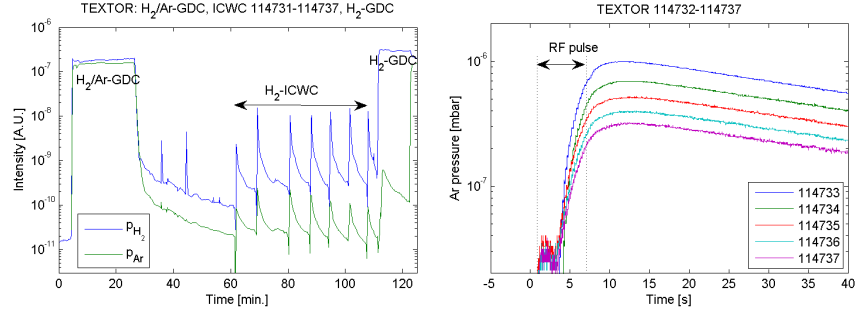 TEXTOR: H2/Ar-GDC, ICWC 114731-114737, H2-GDC
Intensity [A.U.]
10^-6
10^-7
10^-8
10^-9
10^-10
10^-11
H2/Ar-GDC
H2-ICWC
H2-GDC
pH2
pAr
0 20 40 60 80 100 120
Time [min.]
TEXTOR 114732-114737
Ar pressure [mbar]
10^-6
10^-7
RF pulse
114733
114734
114735
114736
114737
-5 0 5 10 15 20 25 30 35 40
Time [s]